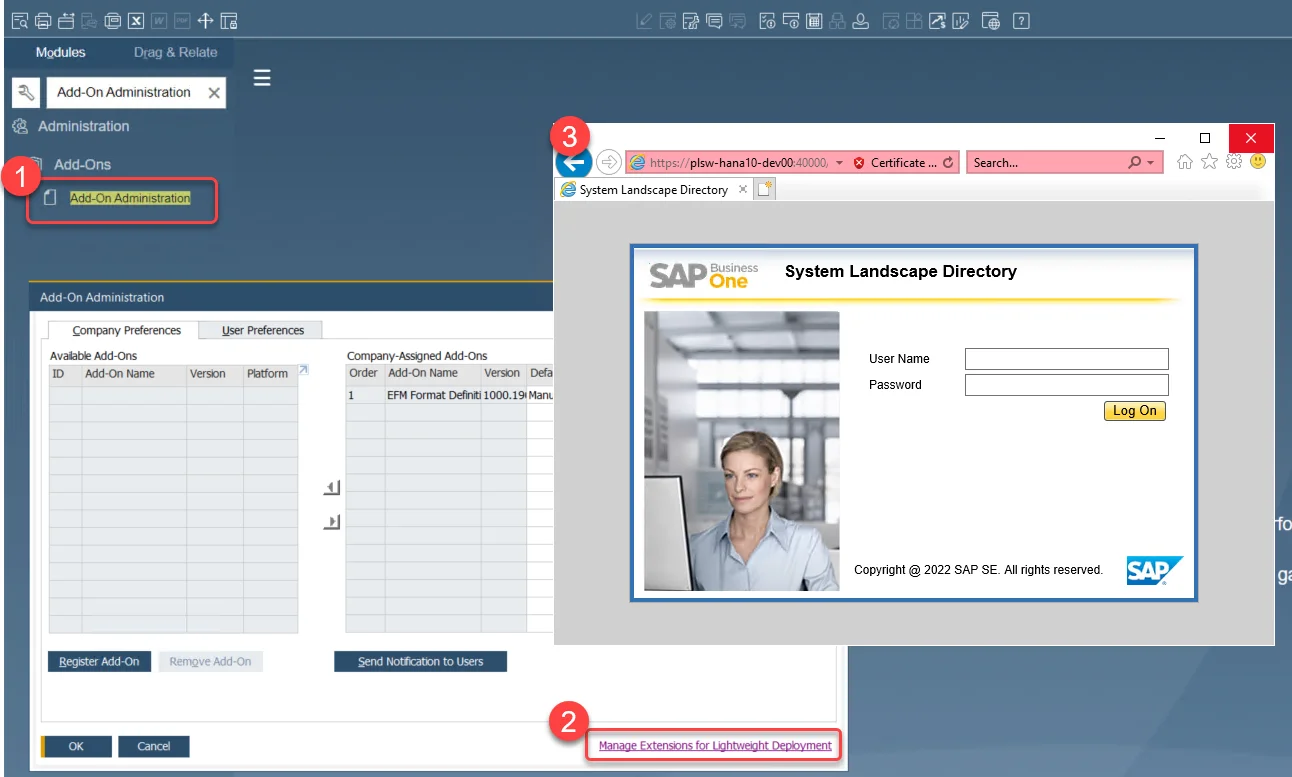 Modules Drag & Relate
Add-On Administration
Administration
Add-Ons
1
Add-On Administration
3
https://plsw-hana10-dev00:40000/ Certificate ... Search...
System Landscape Directory
SAP Business One System Landscape Directory
User Name
Password
Log On
Copyright @ 2022 SAP SE. All rights reserved. SAP
Add-On Administration
Company Preferences User Preferences
Available Add-Ons Company-Assigned Add-Ons
ID Add-On Name Version Platform Order Add-On Name Version Defa
1 EFM Format Definiti 1000.190 Manu
Register Add-On Remove Add-On Send Notification to Users
2
OK Cancel Manage Extensions for Lightweight Deployment
rfo
ga